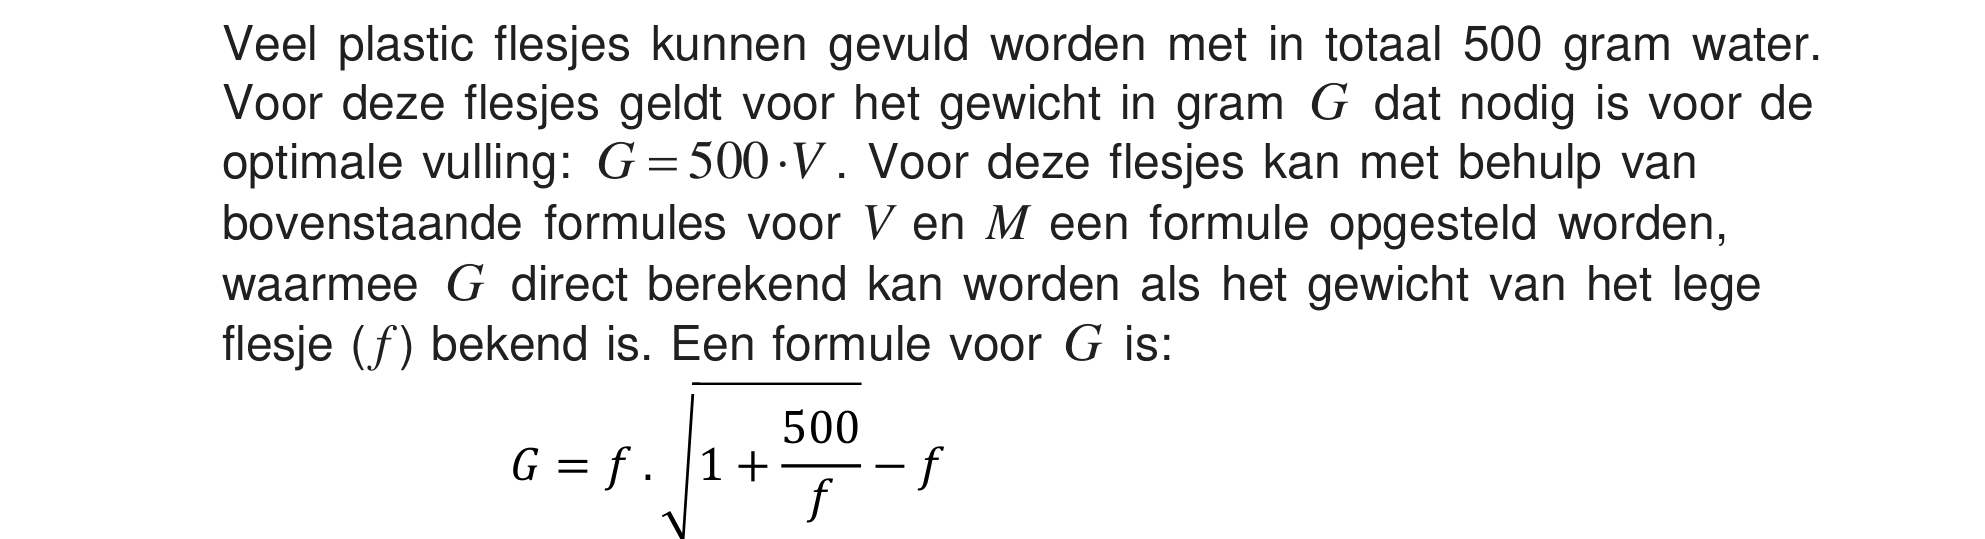 Veel plastic flesjes kunnen gevuld worden met in totaal 500 gram water.
Voor deze flesjes geldt voor het gewicht in gram G dat nodig is voor de
optimale vulling: G = 500 · V . Voor deze flesjes kan met behulp van
bovenstaande formules voor V en M een formule opgesteld worden,
waarmee G direct berekend kan worden als het gewicht van het lege
flesje (f) bekend is. Een formule voor G is:
G = f . √(1 + 500/f) − f